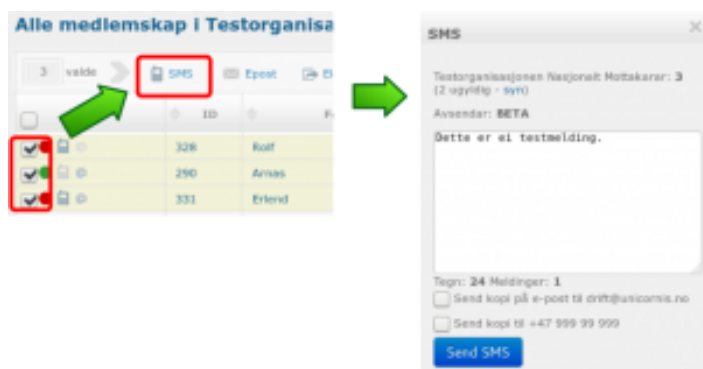 Alle medlemskap i Testorganisa
3 valde SMS Epost
ID
328 Rolf
290 Arnas
331 Erlend
SMS
Testorganisasjonen Nasjonalt Mottakarar: 3
(2 ugyldig - syn)
Avsendar: BETA
Dette er ei testmelding.
Tegn: 24 Meldinger: 1
Send kopi på e-post til drift@unicornis.no
Send kopi til +47 999 99 999
Send SMS